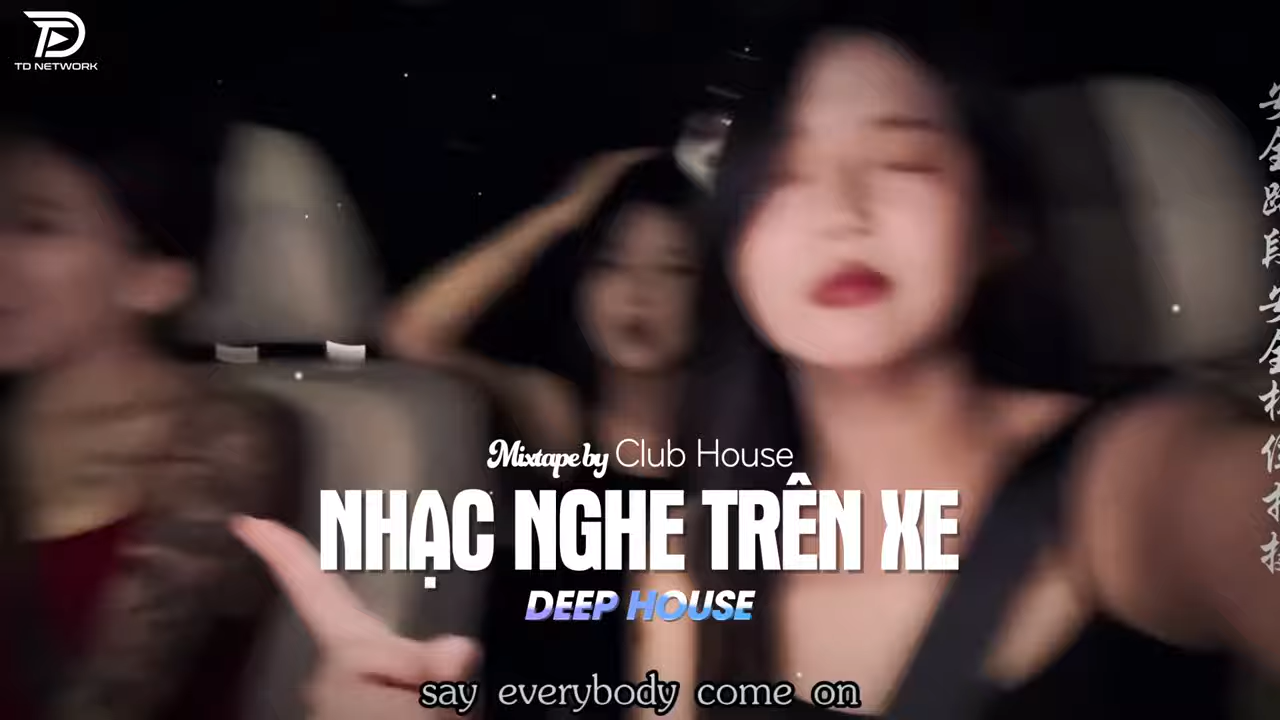 TD NETWORK
Mixtape by Club House
NHẠC NGHE TRÊN XE
DEEP HOUSE
say everybody come on